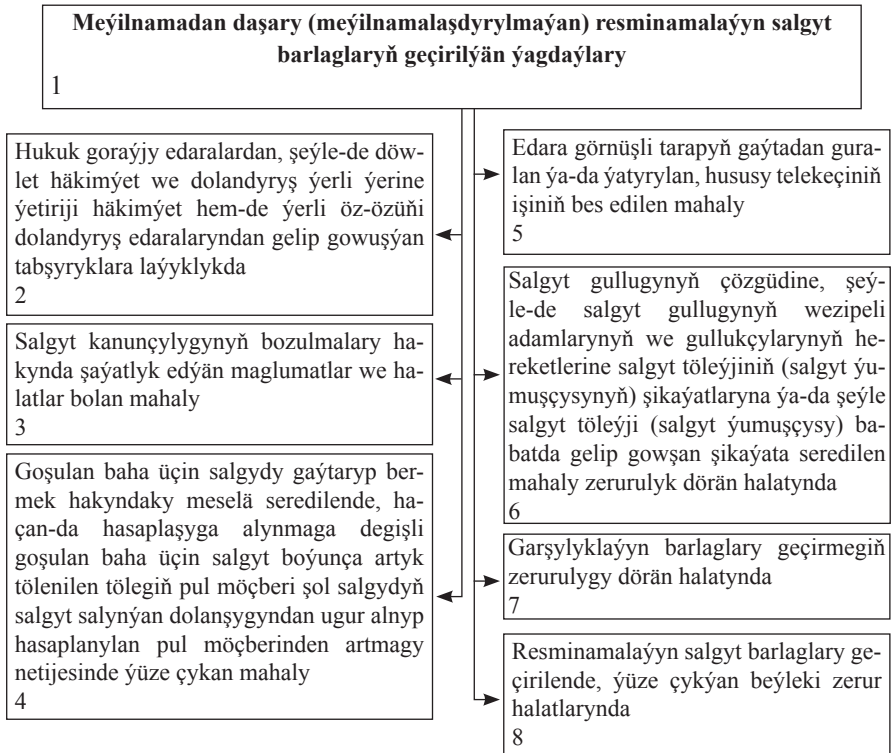 Meýilnamadan daşary (meýilnamalaşdyrylmaýan) resminamalaýyn salgyt
barlaglaryň geçirilýän ýagdaýlary
1
Hukuk goraýjy edaralardan, şeýle-de döw-
let häkimýet we dolandyryş ýerli ýerine
ýetiriji häkimýet hem-de ýerli öz-özüňi
dolandyryş edaralaryndan gelip gowuşýan
tabşyryklara laýyklykda
2
Salgyt kanunçylygynyň bozulmalary ha-
kynda şaýatlyk edýän maglumatlar we ha-
latlar bolan mahaly
3
Goşulan baha üçin salgydy gaýtaryp ber-
mek hakyndaky meselä seredilende, ha-
çan-da hasaplaşyga alynmaga degişli
goşulan baha üçin salgyt boýunça artyk
tölenilen tölegiň pul möçberi şol salgydyň
salgyt salynýan dolanşygyndan ugur alnyp
hasaplanylan pul möçberinden artmagy
netijesinde ýüze çykan mahaly
4
Edara görnüşli tarapyň gaýtadan gura-
lan ýa-da ýatyrylan, hususy telekeçiniň
işiniň bes edilen mahaly
5
Salgyt gullugynyň çözgüdine, şeý-
le-de salgyt gullugynyň wezipeli
adamlarynyň we gullukçylarynyň he-
reketlerine salgyt töleýjiniň (salgyt ýu-
muşçysynyň) şikaýatlaryna ýa-da şeýle
salgyt töleýji (salgyt ýumuşçysy) ba-
batda gelip gowşan şikaýata seredilen
mahaly zerurulyk dörän halatynda
6
Garşylyklaýyn barlaglary geçirmegiň
zerurulygy dörän halatynda
7
Resminamalaýyn salgyt barlaglary ge-
çirilende, ýüze çykýan beýleki zerur
halatlarynda
8